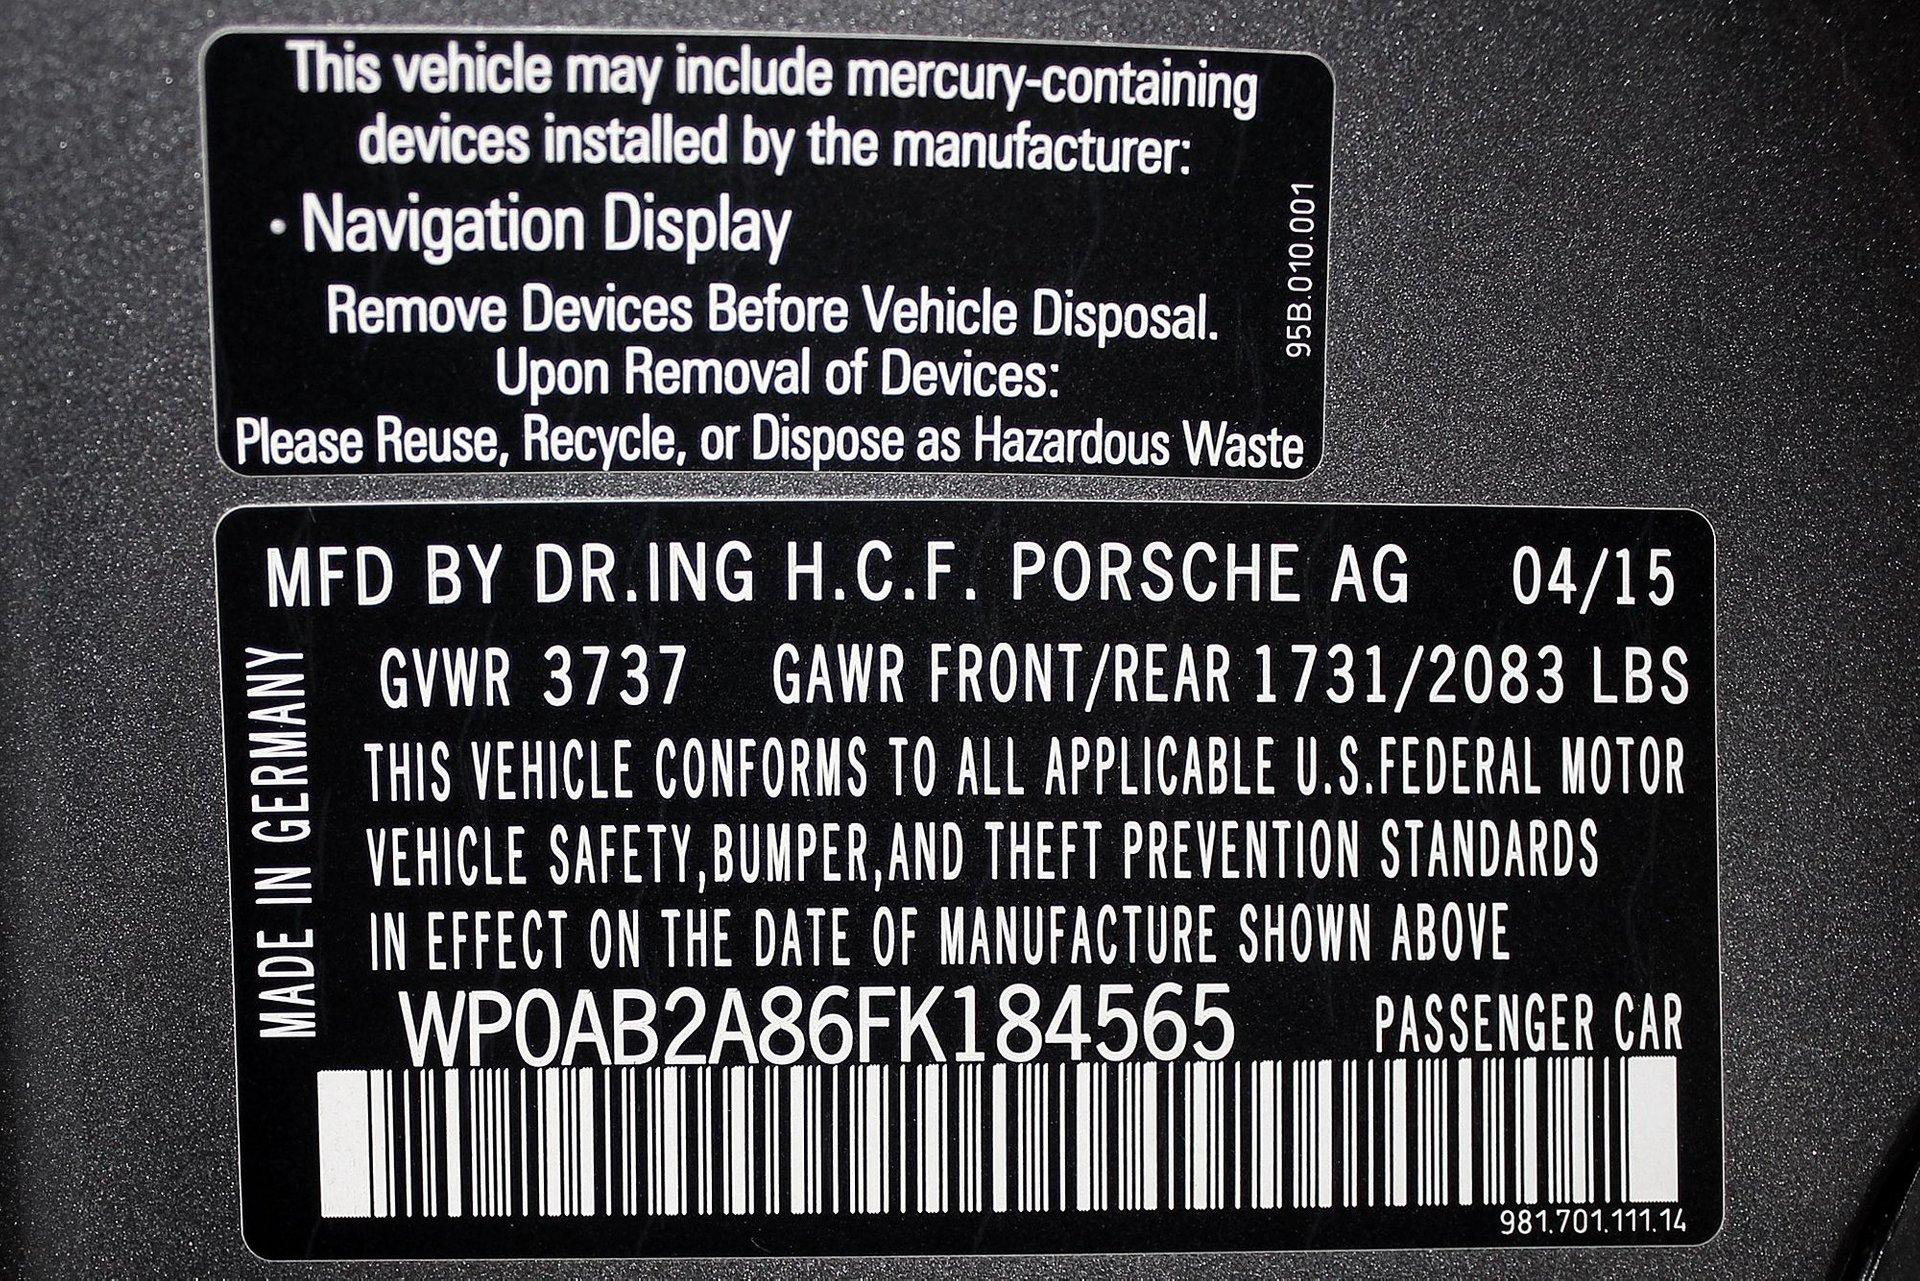 This vehicle may include mercury-containing
devices installed by the manufacturer:
· Navigation Display
Remove Devices Before Vehicle Disposal.
Upon Removal of Devices:
Please Reuse, Recycle, or Dispose as Hazardous Waste
95B.010.001
MFD BY DR.ING H.C.F. PORSCHE AG 04/15
GVWR 3737 GAWR FRONT/REAR 1731/2083 LBS
THIS VEHICLE CONFORMS TO ALL APPLICABLE U.S.FEDERAL MOTOR
VEHICLE SAFETY,BUMPER,AND THEFT PREVENTION STANDARDS
IN EFFECT ON THE DATE OF MANUFACTURE SHOWN ABOVE
MADE IN GERMANY
WP0AB2A86FK184565 PASSENGER CAR
981.701.111.14